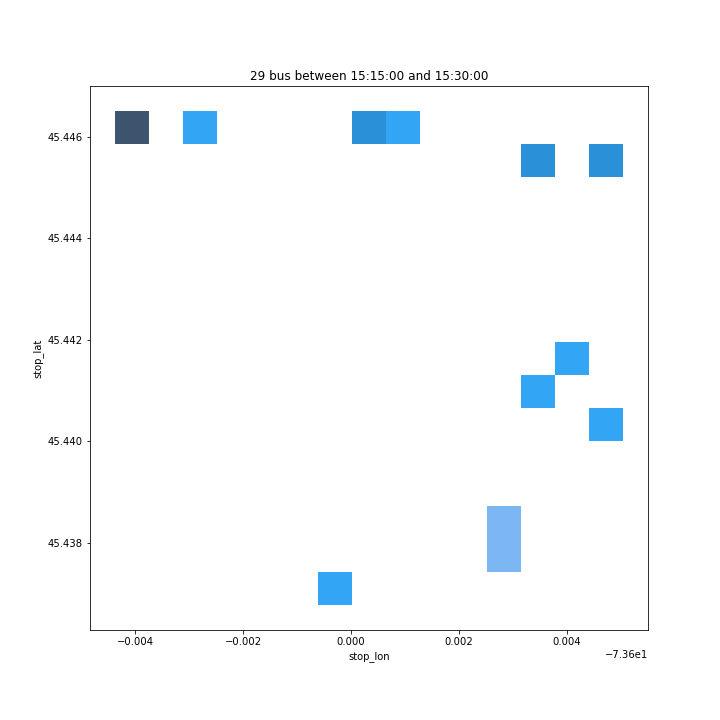 29 bus between 15:15:00 and 15:30:00
45.446
45.444
45.442
45.440
45.438
stop_lat
−0.004 −0.002 0.000 0.002 0.004
stop_lon
−7.36e1